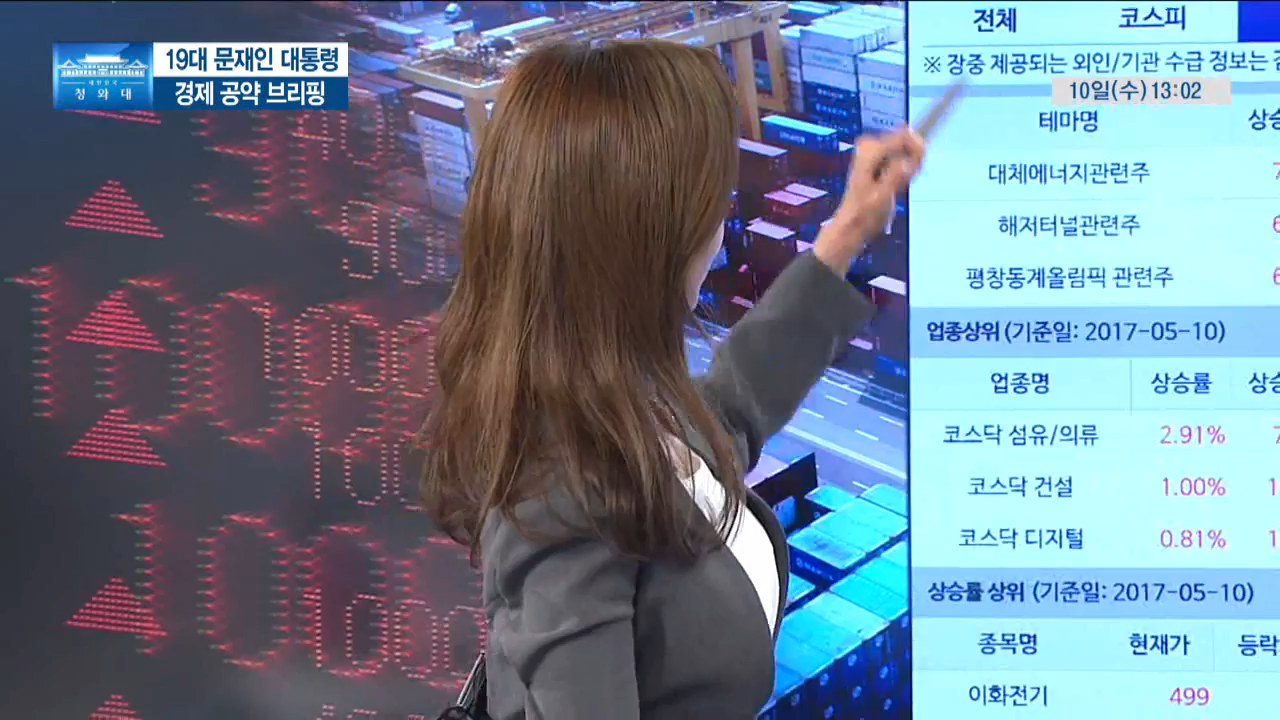 19대 문재인 대통령
경제 공약 브리핑
대한민국
청와대
10일(수) 13:02
전체 코스피
※ 장중 제공되는 외인/기관 수급 정보는
테마명
대체에너지관련주
해저터널관련주
평창동계올림픽 관련주
업종상위 (기준일: 2017-05-10)
업종명 상승률
코스닥 섬유/의류 2.91%
코스닥 건설 1.00%
코스닥 디지털 0.81%
상승률 상위 (기준일: 2017-05-10)
종목명 현재가
이화전기 499